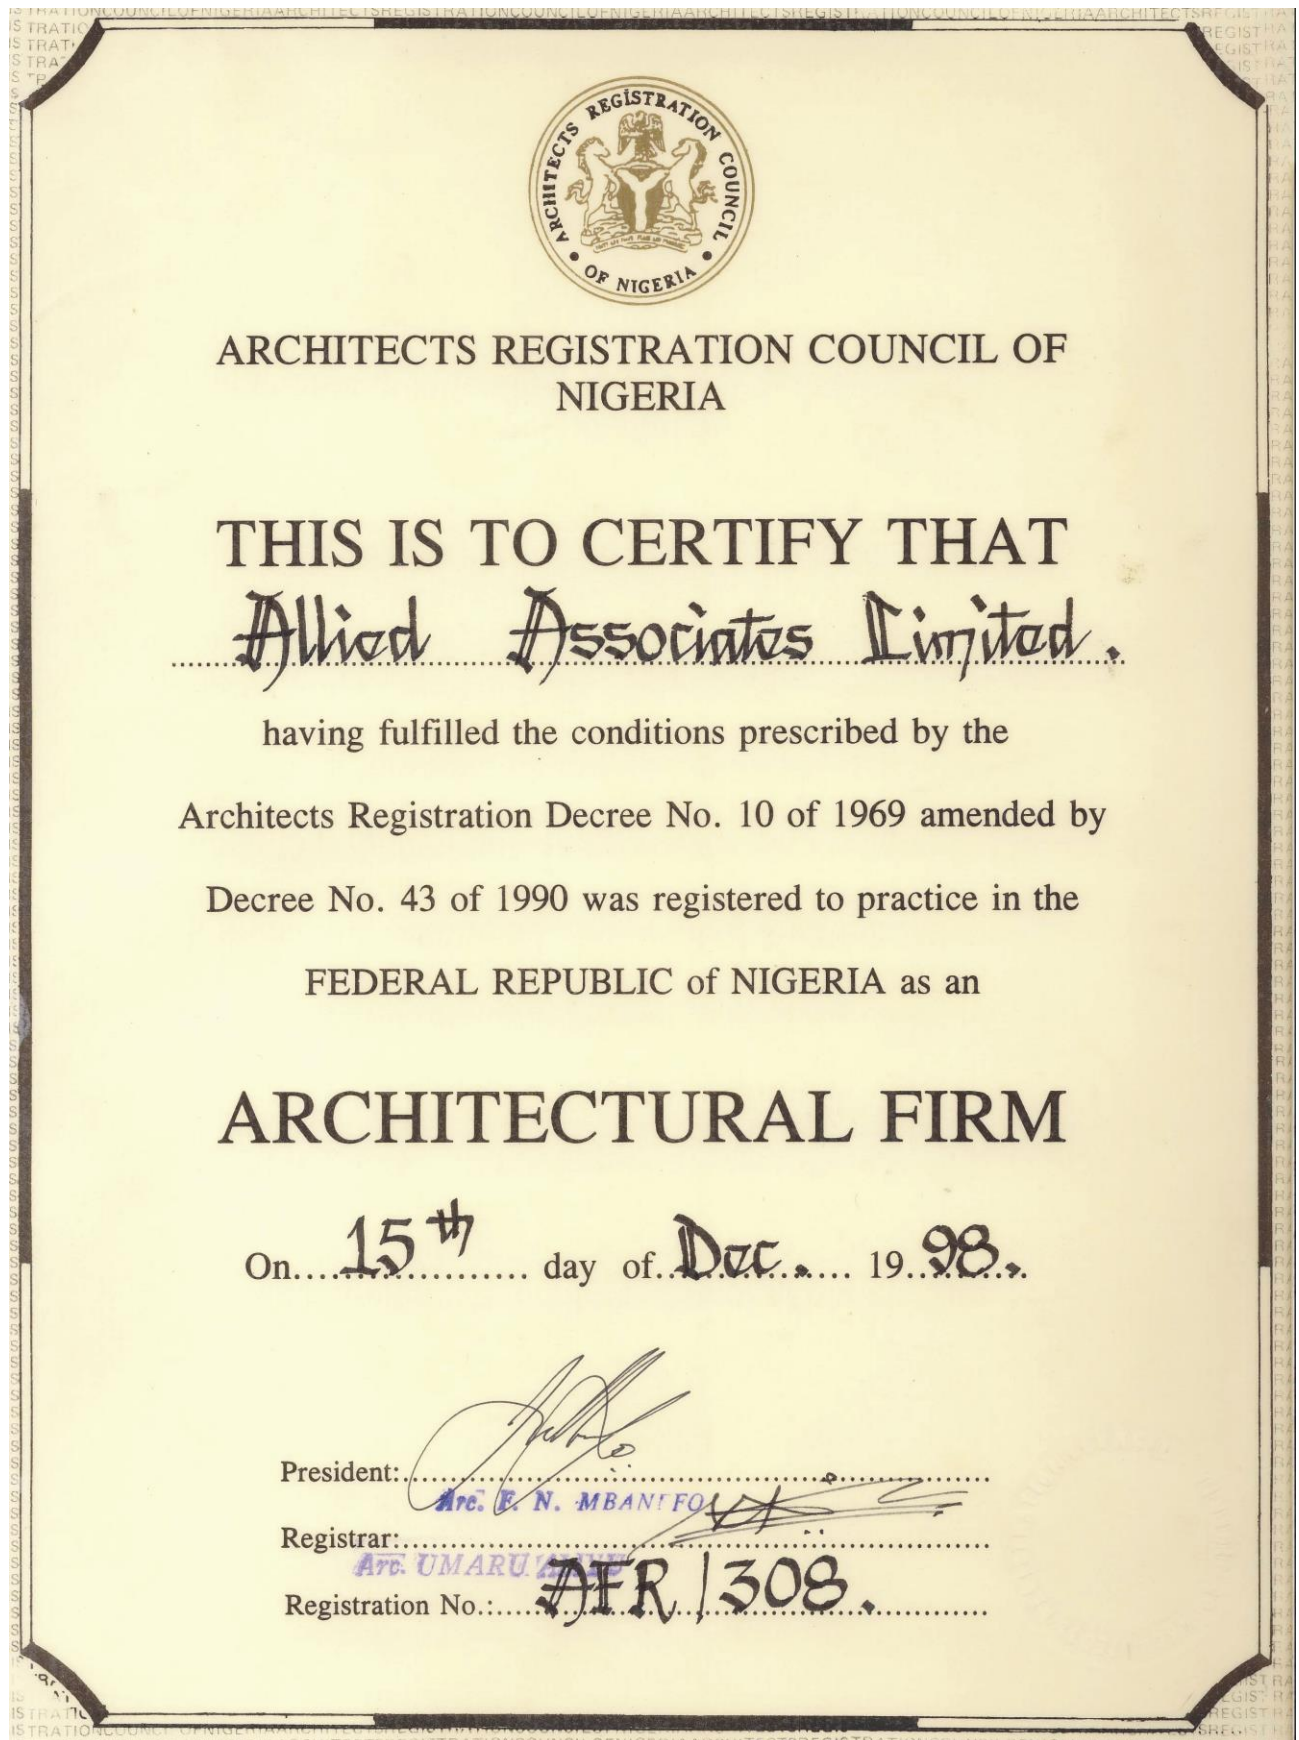 ARCHITECTS REGISTRATION COUNCIL
• OF NIGERIA •
ARCHITECTS REGISTRATION COUNCIL OF
NIGERIA
THIS IS TO CERTIFY THAT
Allied Associates Limited.
having fulfilled the conditions prescribed by the
Architects Registration Decree No. 10 of 1969 amended by
Decree No. 43 of 1990 was registered to practice in the
FEDERAL REPUBLIC of NIGERIA as an
ARCHITECTURAL FIRM
On 15th day of Dec. 1998.
President:
Arc. F. N. MBANEFO
Registrar:
Arc. UMARU
Registration No.: AFR/308.